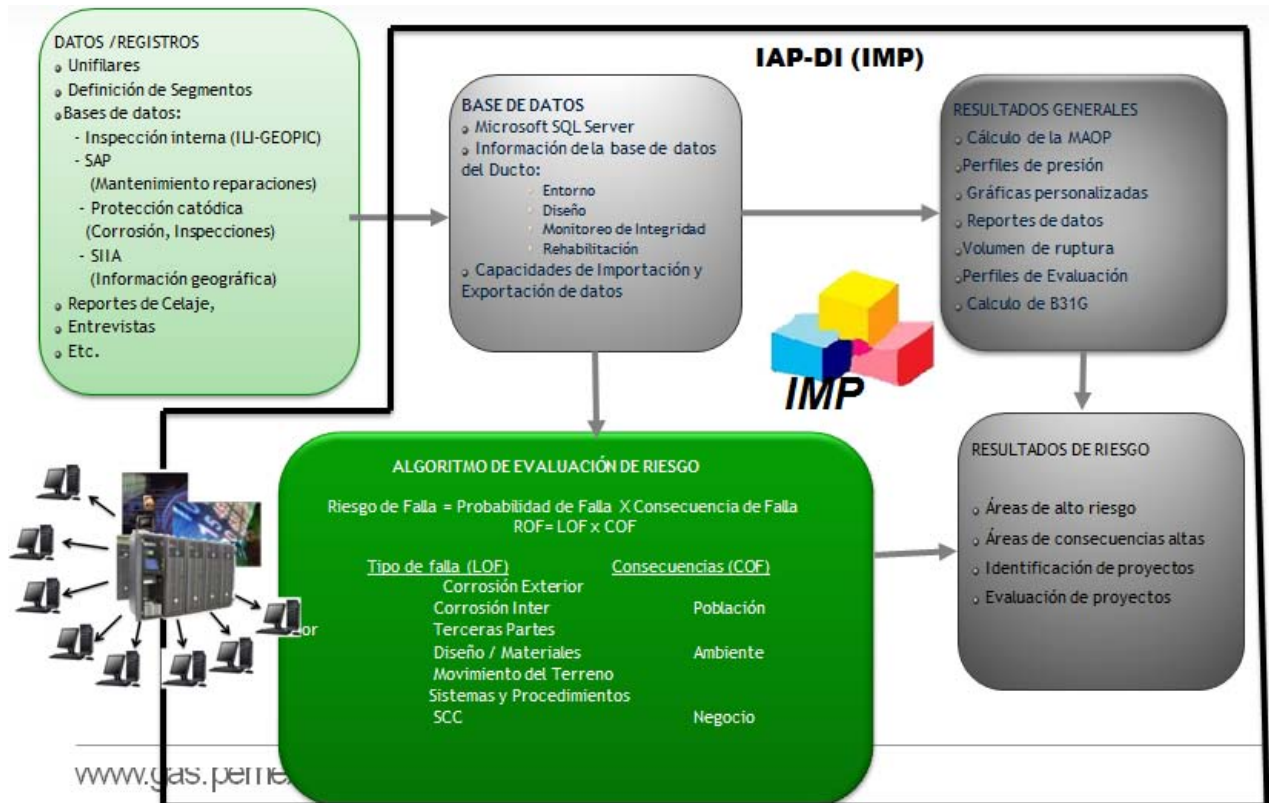 DATOS /REGISTROS
Unifilares
Definición de Segmentos
Bases de datos:
- Inspección interna (ILI-GEOPIC)
- SAP
(Mantenimiento reparaciones)
- Protección catódica
(Corrosión, Inspecciones)
- SIIA
(Información geográfica)
Reportes de Celaje,
Entrevistas
Etc.
IAP-DI (IMP)
BASE DE DATOS
Microsoft SQL Server
Información de la base de datos
del Ducto:
Entorno
Diseño
Monitoreo de Integridad
Rehabilitación
Capacidades de Importación y
Exportación de datos
RESULTADOS GENERALES
Cálculo de la MAOP
Perfiles de presión
Gráficas personalizadas
Reportes de datos
Volumen de ruptura
Perfiles de Evaluación
Calculo de B31G
IMP
ALGORITMO DE EVALUACIÓN DE RIESGO
Riesgo de Falla = Probabilidad de Falla X Consecuencia de Falla
ROF= LOF x COF
Tipo de falla (LOF) Consecuencias (COF)
Corrosión Exterior
Corrosión Inter Población
or Terceras Partes
Diseño / Materiales Ambiente
Movimiento del Terreno
Sistemas y Procedimientos
SCC Negocio
RESULTADOS DE RIESGO
Áreas de alto riesgo
Áreas de consecuencias altas
Identificación de proyectos
Evaluación de proyectos
www.gas.peme